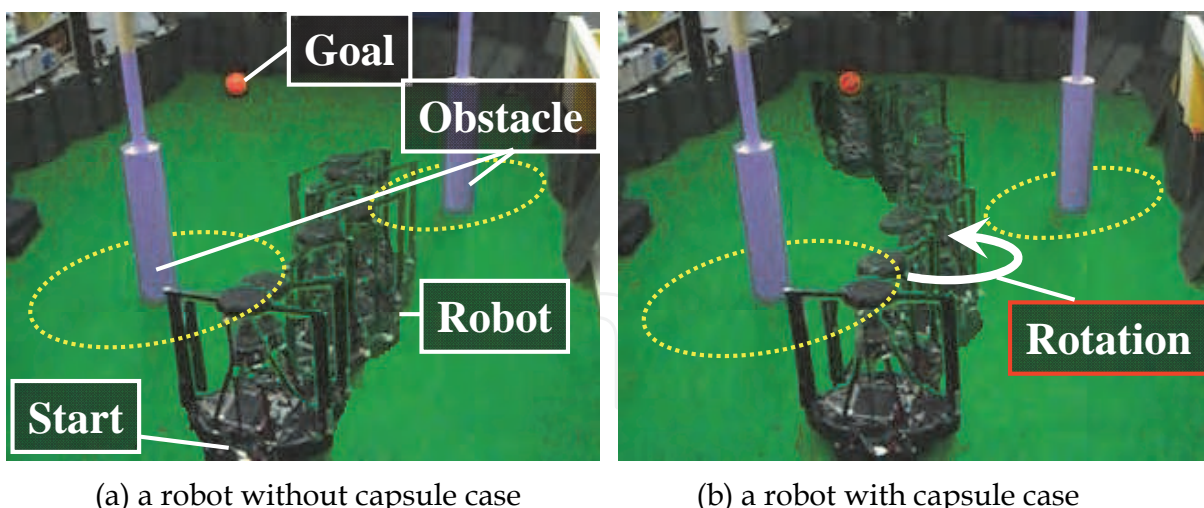 Goal
Obstacle
Robot
Start
Rotation
(a) a robot without capsule case
(b) a robot with capsule case